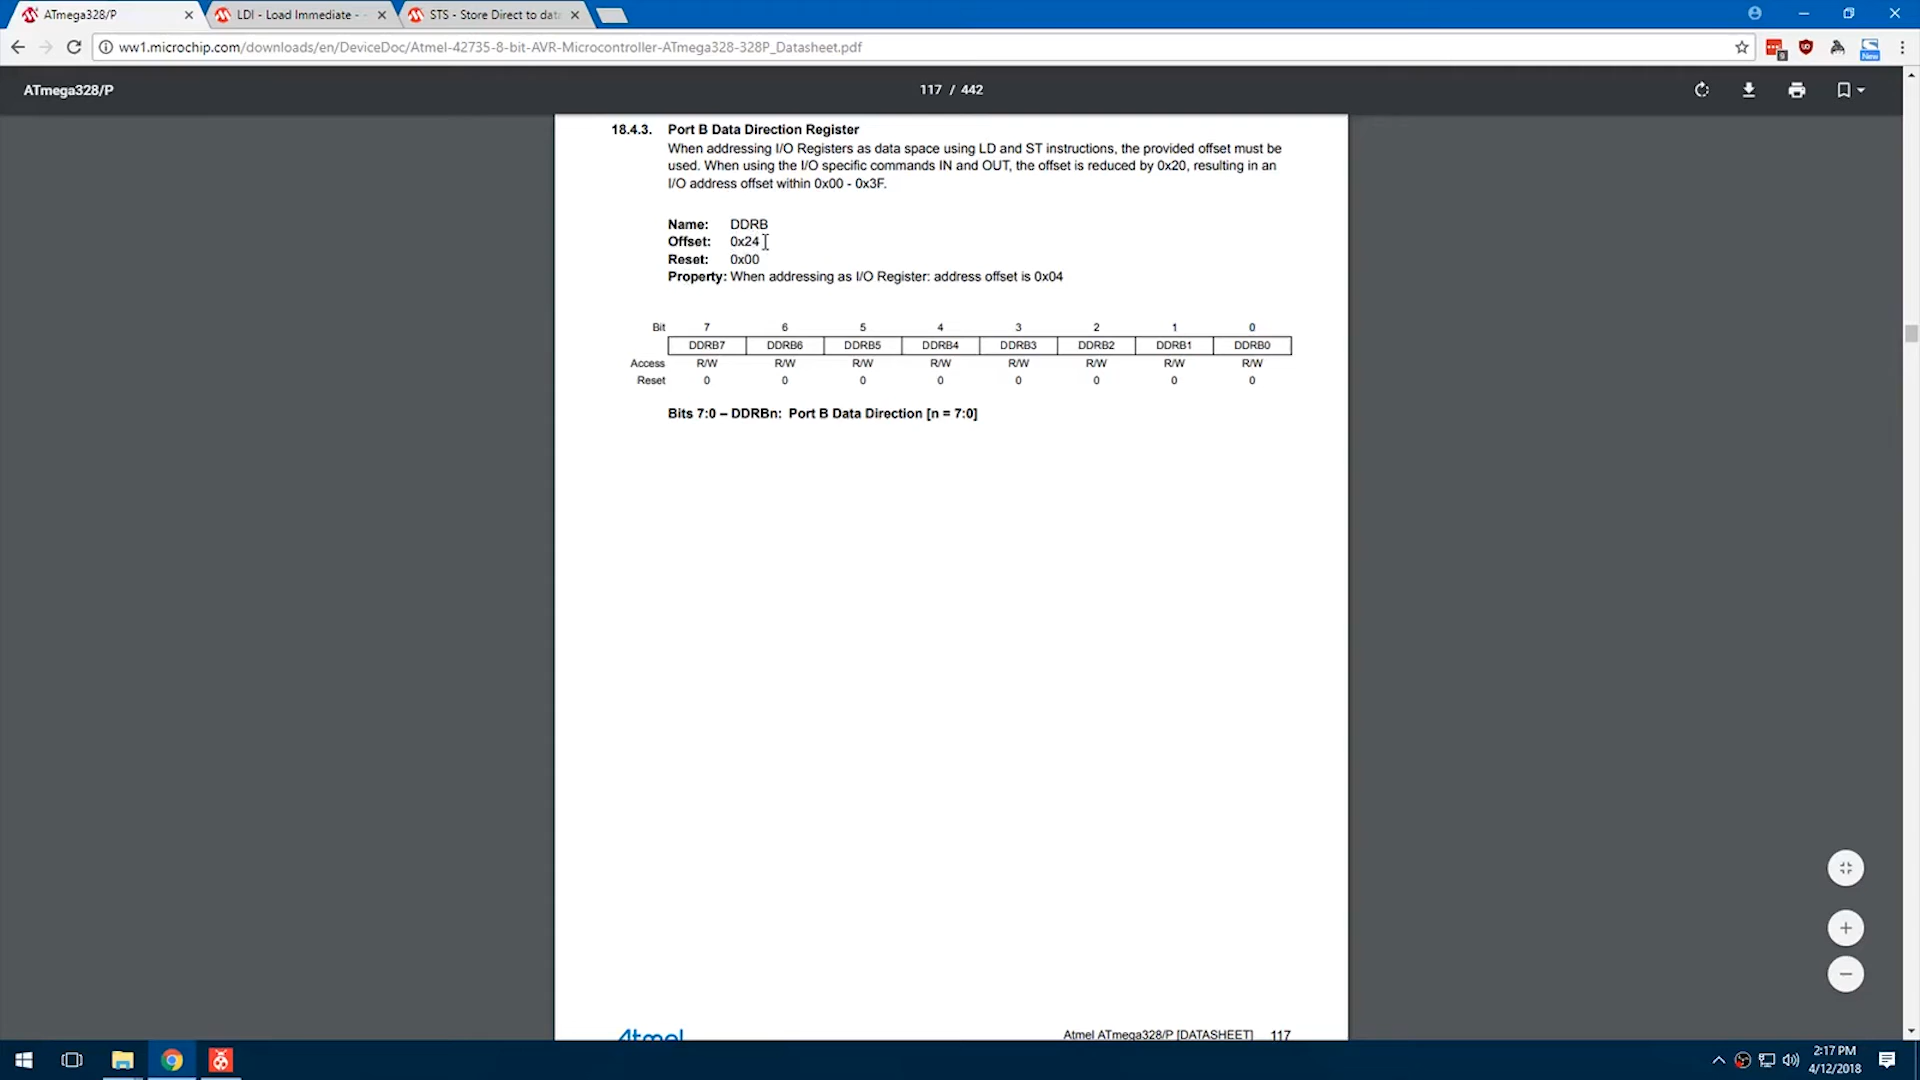 ATmega328/P
LDI - Load Immediate -
STS - Store Direct to dat
ww1.microchip.com/downloads/en/DeviceDoc/Atmel-42735-8-bit-AVR-Microcontroller-ATmega328-328P_Datasheet.pdf
9
New
ATmega328/P
117 / 442
18.4.3. Port B Data Direction Register
When addressing I/O Registers as data space using LD and ST instructions, the provided offset must be
used. When using the I/O specific commands IN and OUT, the offset is reduced by 0x20, resulting in an
I/O address offset within 0x00 - 0x3F.
Name: DDRB
Offset: 0x24
Reset: 0x00
Property: When addressing as I/O Register: address offset is 0x04
Bit 7 6 5 4 3 2 1 0
DDRB7 DDRB6 DDRB5 DDRB4 DDRB3 DDRB2 DDRB1 DDRB0
Access R/W R/W R/W R/W R/W R/W R/W R/W
Reset 0 0 0 0 0 0 0 0
Bits 7:0 – DDRBn: Port B Data Direction [n = 7:0]
Atmel
Atmel ATmega328/P [DATASHEET] 117
2:17 PM
4/12/2018